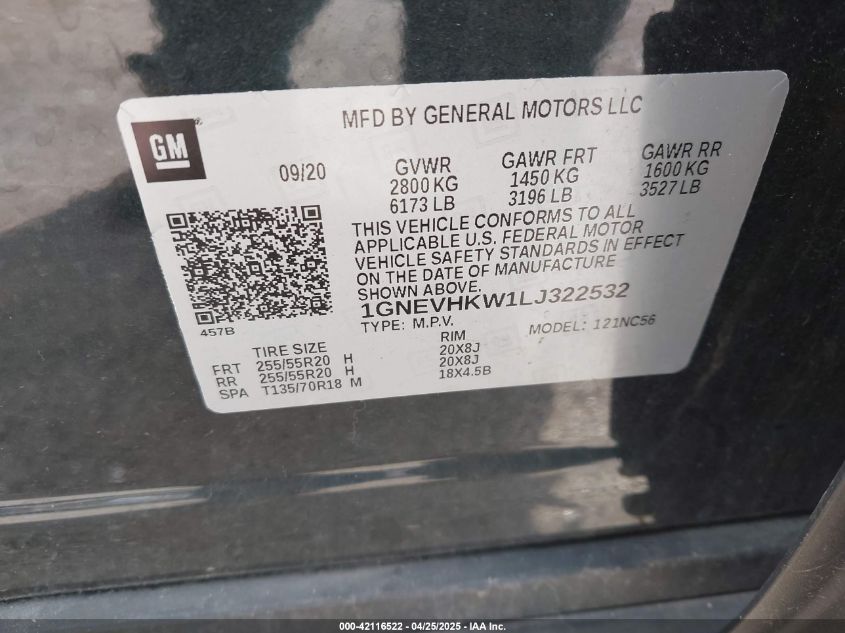 MFD BY GENERAL MOTORS LLC
GM
09/20
GVWR
2800 KG
6173 LB
GAWR FRT
1450 KG
3196 LB
GAWR RR
1600 KG
3527 LB
THIS VEHICLE CONFORMS TO ALL
APPLICABLE U.S. FEDERAL MOTOR
VEHICLE SAFETY STANDARDS IN EFFECT
ON THE DATE OF MANUFACTURE
SHOWN ABOVE.
1GNEVHKW1LJ322532
TYPE: M.P.V. MODEL: 121NC56
457B
TIRE SIZE RIM
FRT 255/55R20 H 20X8J
RR 255/55R20 H 20X8J
SPA T135/70R18 M 18X4.5B
000-42116522 - 04/25/2025 - IAA Inc.